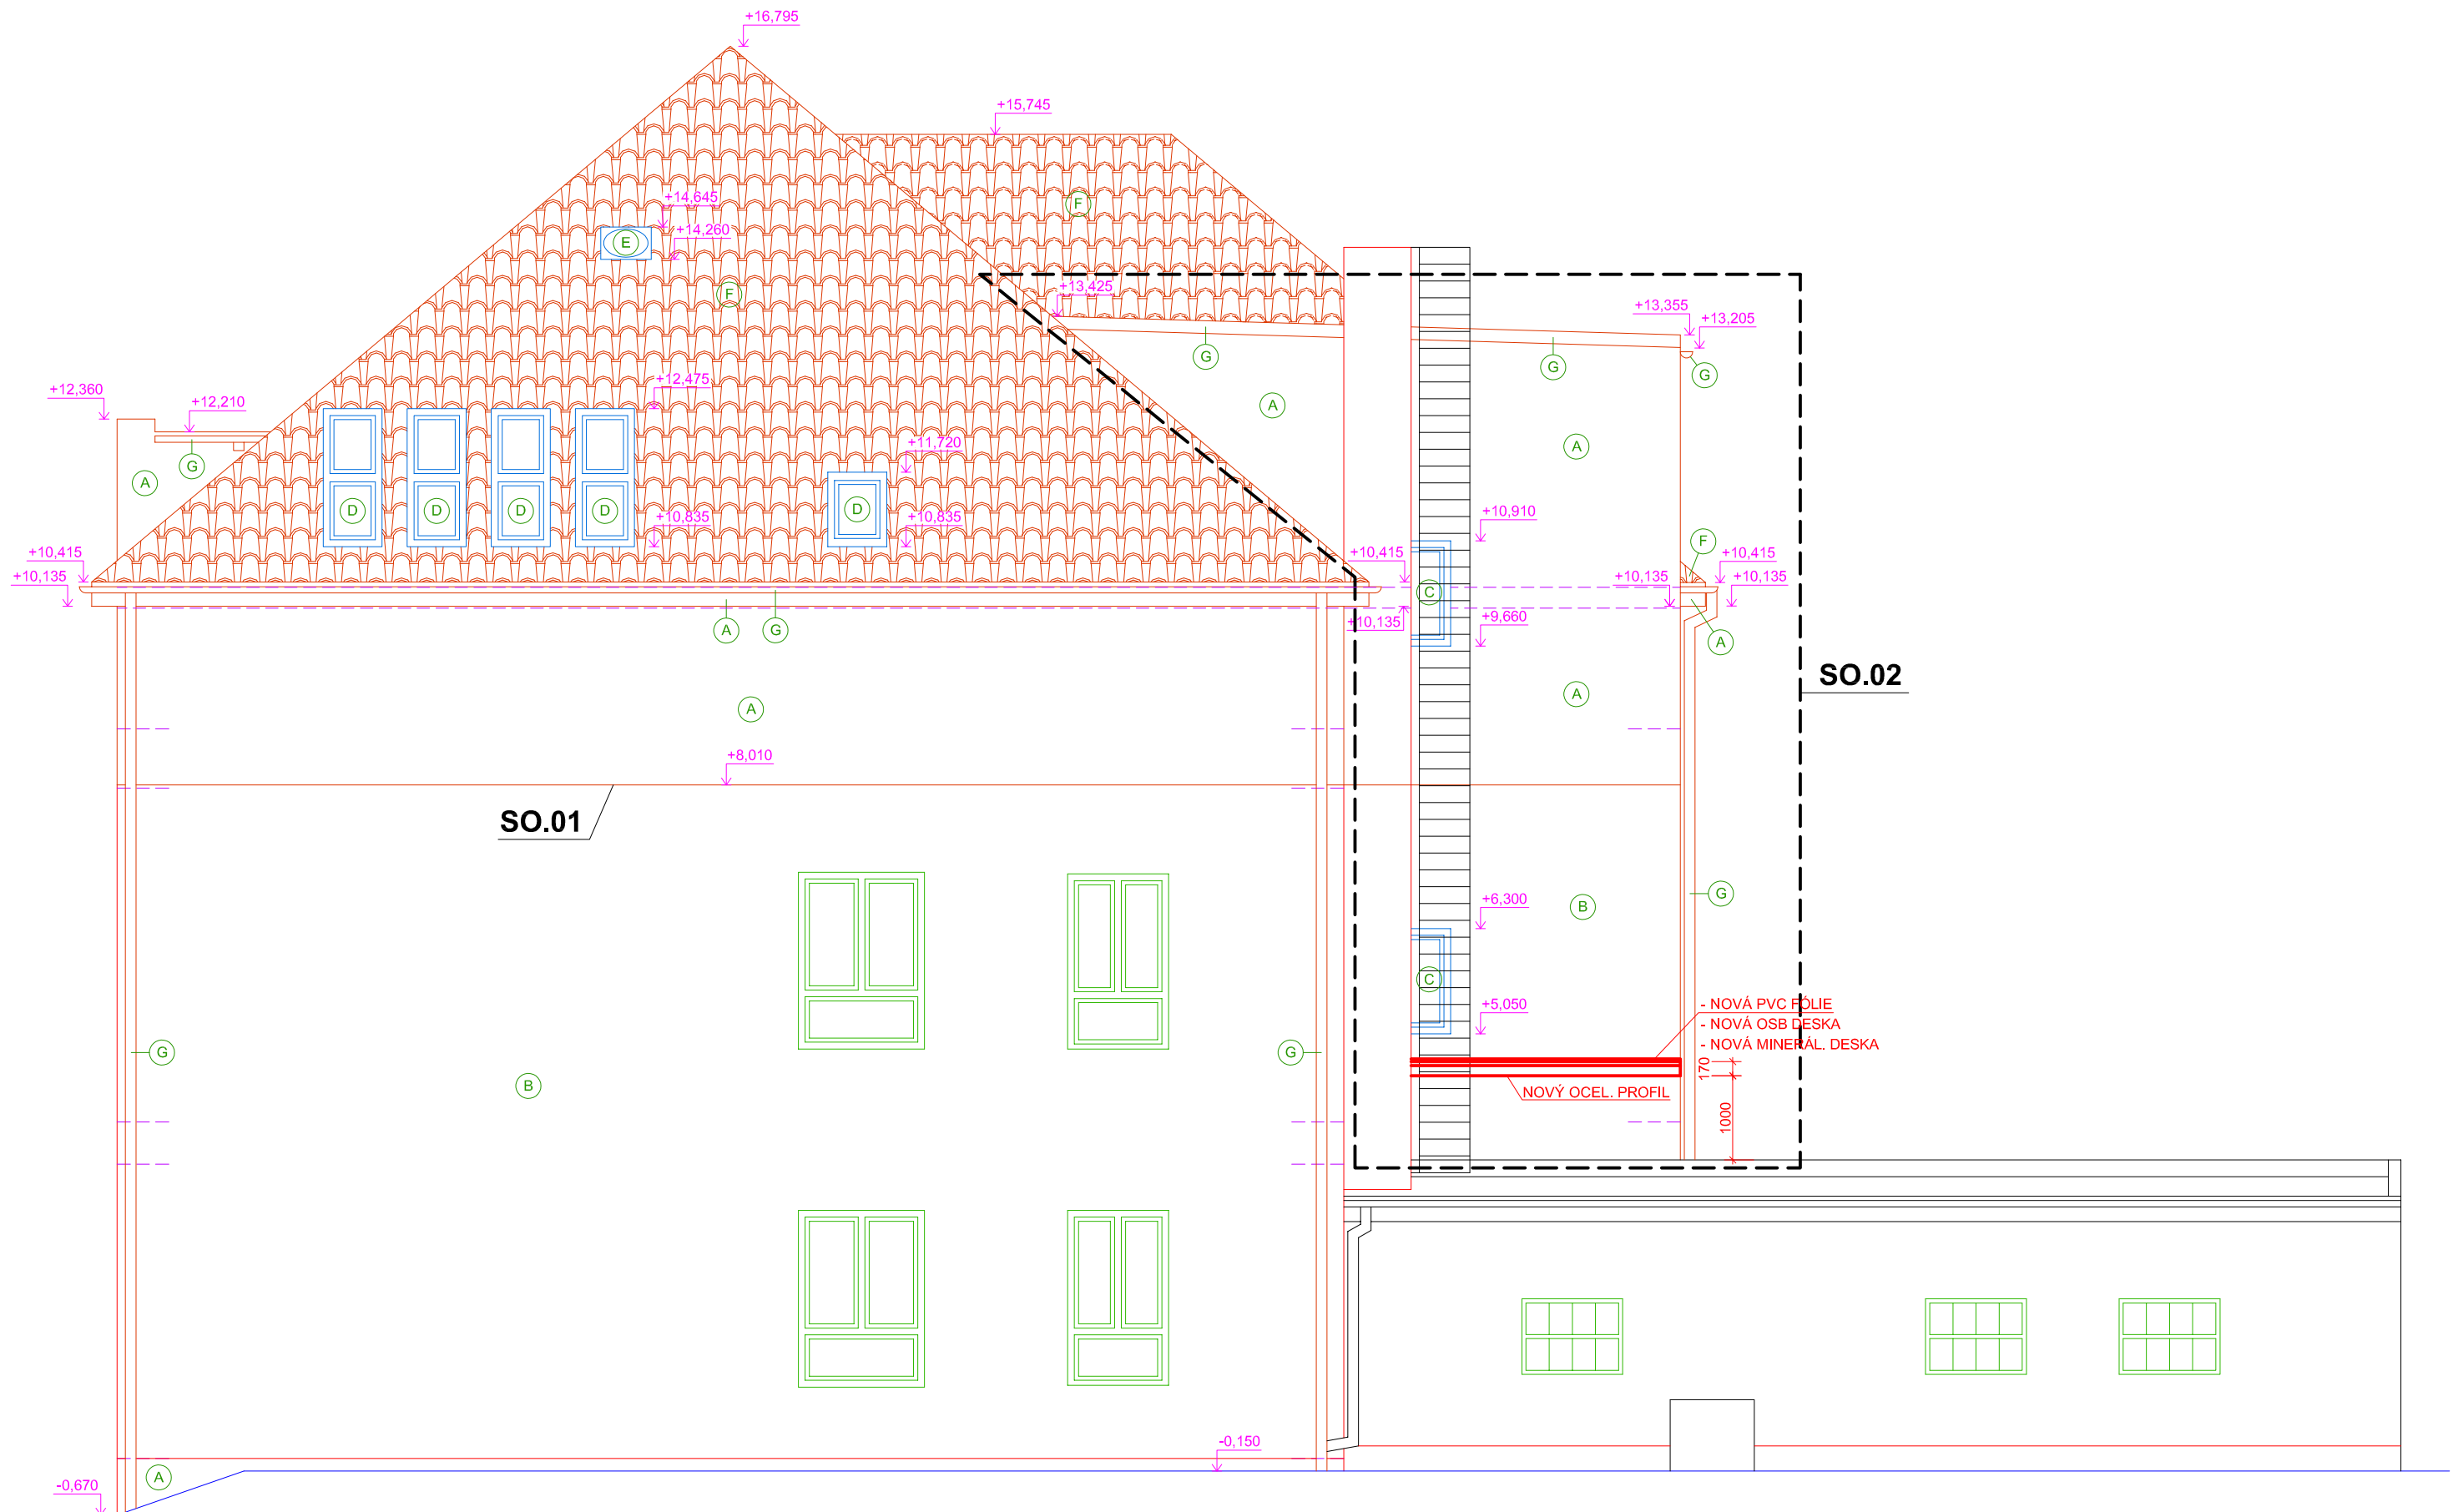 +16,795
+15,745
+14,645
F
+14,260
E
+13,425
F
+13,355
+13,205
G
G
G
+12,475
+12,360
+12,210
A
+11,720
A
G
A
D
D
D
D
D
+10,835
+10,835
+10,910
+10,415
+10,135
+10,415
+10,135
F
+10,415
+10,135
+10,135
C
+9,660
A
G
A
SO.02
A
A
+8,010
SO.01
+6,300
B
G
C
+5,050
- NOVÁ PVC FÓLIE
- NOVÁ OSB DESKA
- NOVÁ MINERÁL. DESKA
G
G
170
B
NOVÝ OCEL. PROFIL
1000
-0,150
A
-0,670